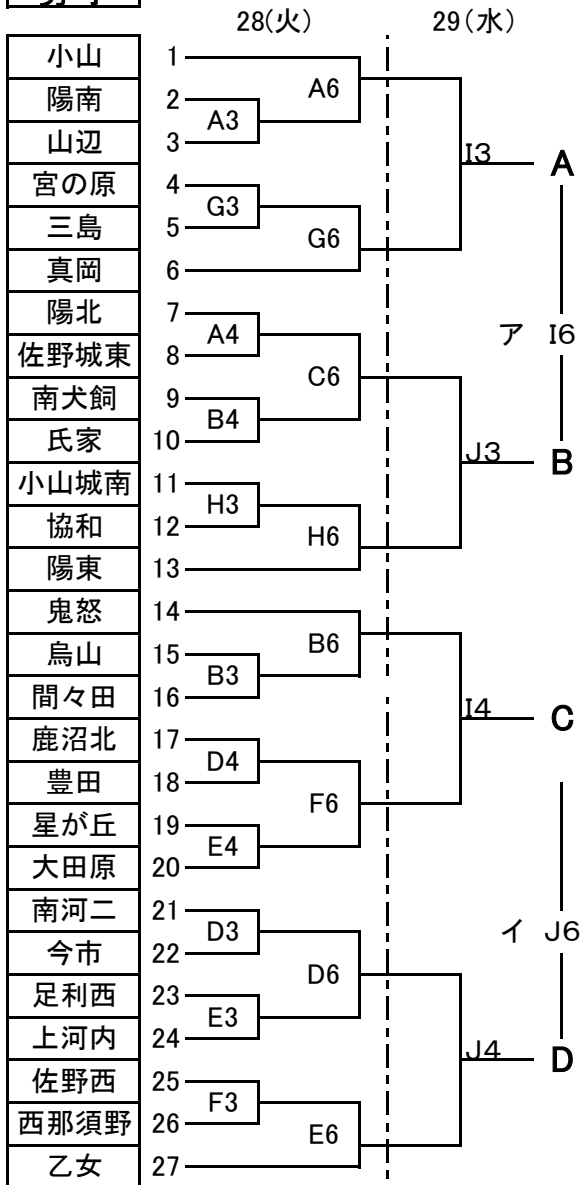 28(火) 29(水)
小山 1
陽南 2
山辺 3
宮の原 4
三島 5
真岡 6
陽北 7
佐野城東 8
南犬飼 9
氏家 10
小山城南 11
協和 12
陽東 13
鬼怒 14
烏山 15
間々田 16
鹿沼北 17
豊田 18
星が丘 19
大田原 20
南河二 21
今市 22
足利西 23
上河内 24
佐野西 25
西那須野 26
乙女 27
A3
G3
A4
B4
H3
B3
D4
E4
D3
E3
F3
A6
G6
C6
H6
B6
F6
D6
E6
I3
J3
I4
J4
A
ア I6
B
C
イ J6
D